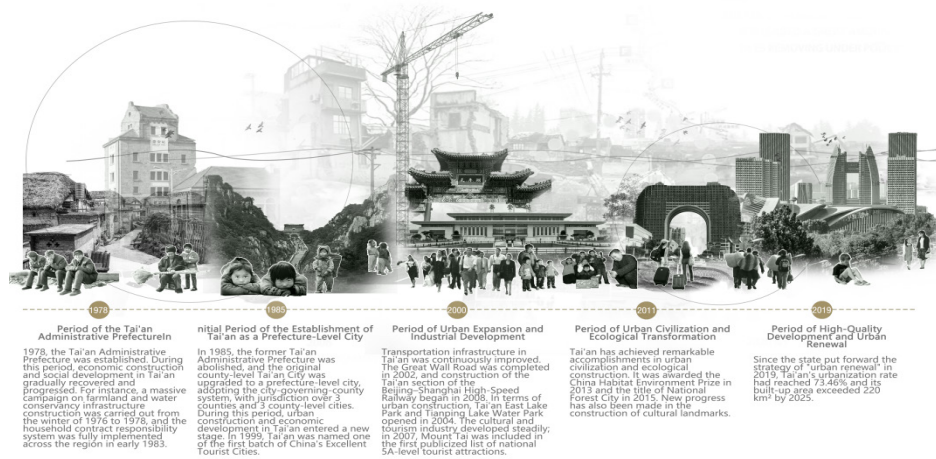 1978
1985
2000
2011
2019
Period of the Tai'an
Administrative PrefectureIn
1978, the Tai'an Administrative
Prefecture was established. During
this period, economic construction
and social development in Tai'an
gradually recovered and
progressed. For instance, a massive
campaign on farmland and water
conservancy infrastructure
construction was carried out from
the winter of 1976 to 1978, and the
household contract responsibility
system was fully implemented
across the region in early 1983.
nitial Period of the Establishment of
Tai'an as a Prefecture-Level City
In 1985, the former Tai'an
Administrative Prefecture was
abolished, and the original
county-level Tai'an City was
upgraded to a prefecture-level city,
adopting the city-governing-county
system, with jurisdiction over 3
counties and 3 county-level cities.
During this period, urban
construction and economic
development in Tai'an entered a new
stage. In 1999, Tai'an was named one
of the first batch of China's Excellent
Tourist Cities.
Period of Urban Expansion and
Industrial Development
Transportation infrastructure in
Tai'an was continuously improved.
The Great Wall Road was completed
in 2002, and construction of the
Tai'an section of the
Beijing-Shanghai High-Speed
Railway began in 2008. In terms of
urban construction, Tai'an East Lake
Park and Tianping Lake Water Park
opened in 2004. The cultural and
tourism industry developed steadily;
in 2007, Mount Tai was included in
the first publicized list of national
5A-level tourist attractions.
Period of Urban Civilization and
Ecological Transformation
Tai'an has achieved remarkable
accomplishments in urban
civilization and ecological
construction. It was awarded the
China Habitat Environment Prize in
2013 and the title of National
Forest City in 2015. New progress
has also been made in the
construction of cultural landmarks.
Period of High-Quality
Development and Urban
Renewal
Since the state put forward the
strategy of "urban renewal" in
2019, Tai'an's urbanization rate
had reached 73.46% and its
built-up area exceeded 220
km² by 2025.